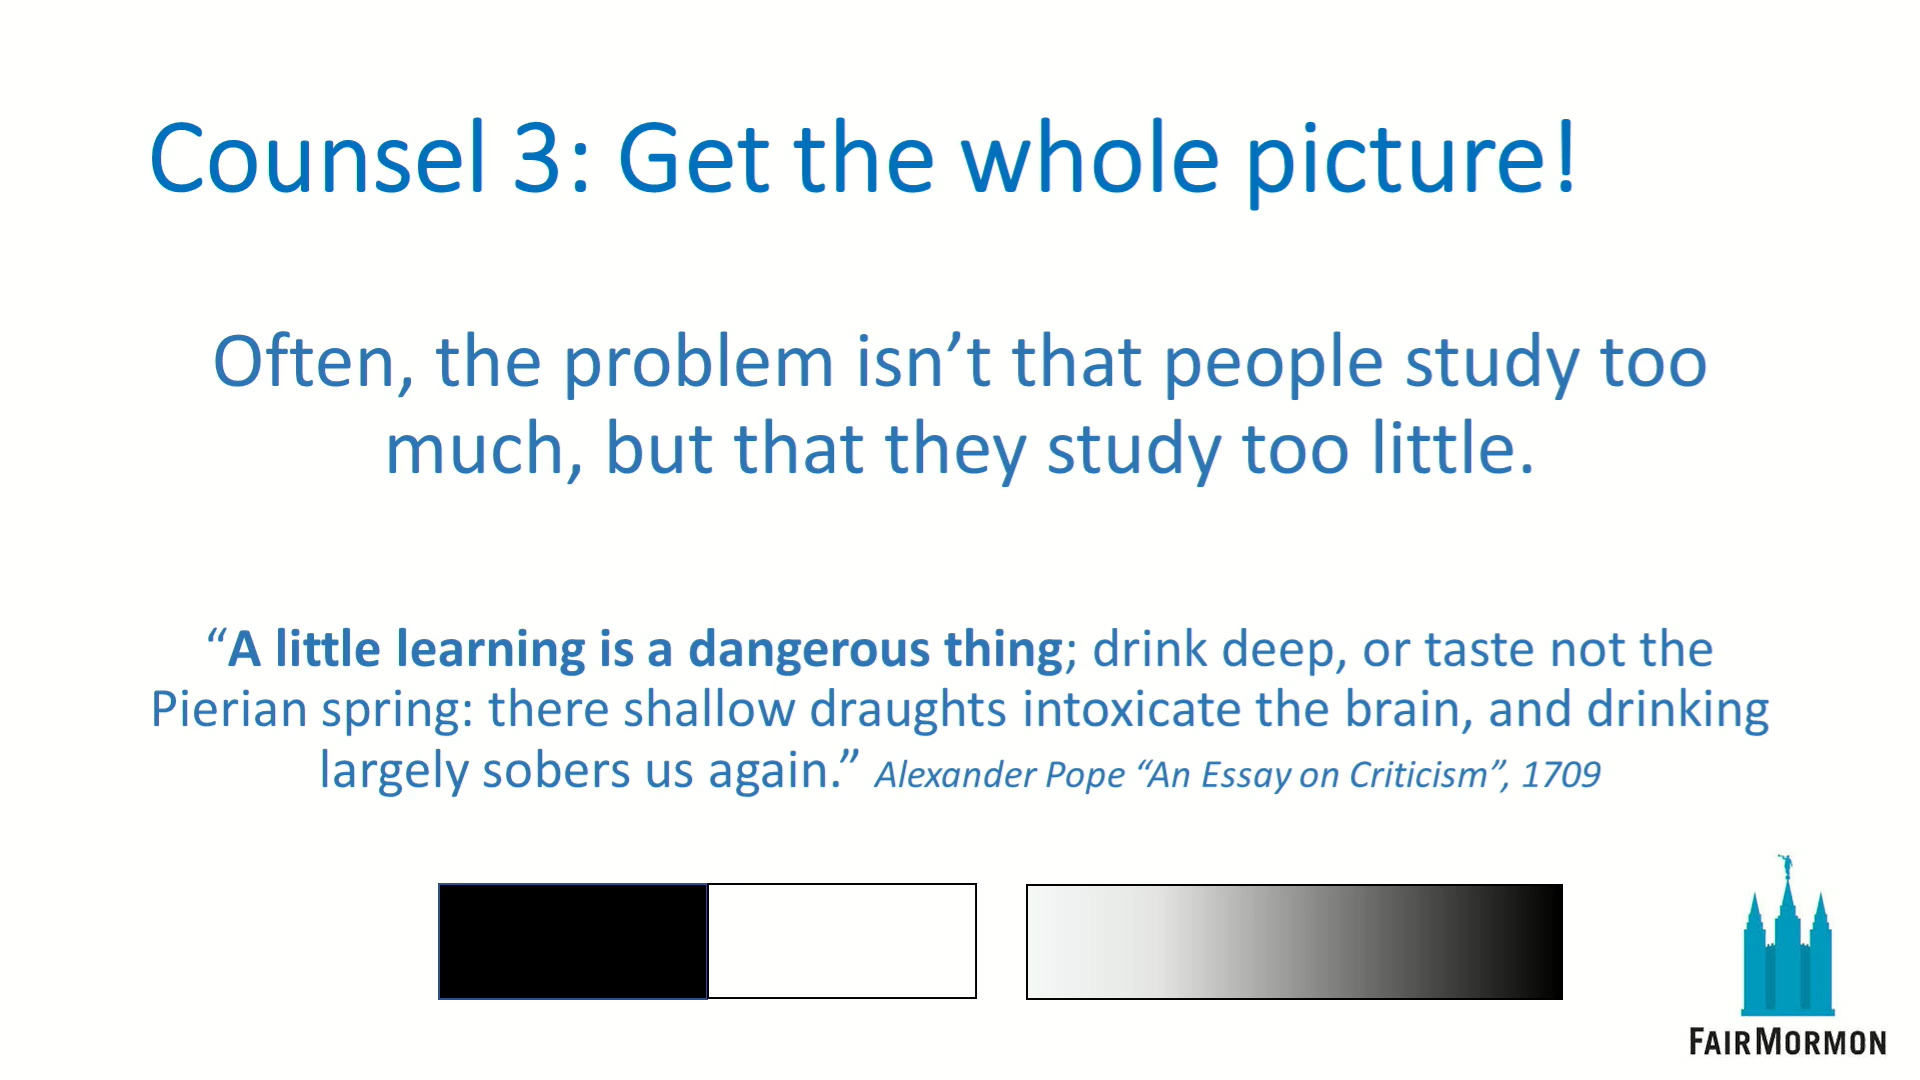 Counsel 3: Get the whole picture!
Often, the problem isn’t that people study too
much, but that they study too little.
“A little learning is a dangerous thing; drink deep, or taste not the
Pierian spring: there shallow draughts intoxicate the brain, and drinking
largely sobers us again.” Alexander Pope “An Essay on Criticism”, 1709
FAIRMORMON